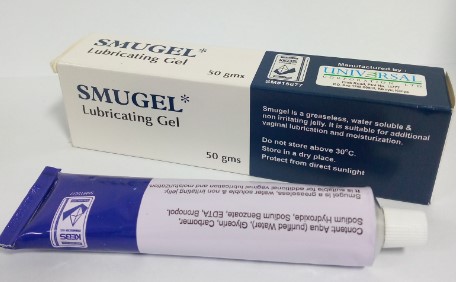 SMUGEL*
Lubricating Gel
50 gms
SMUGEL*
Lubricating Gel
50 gms
Manufactured by :
UNIVERSAL
CORPORATION LTD
Smugel is a greaseless, water soluble &
non irritating jelly. It is suitable for additional
vaginal lubrication and moisturization.
Do not store above 30°C.
Store in a dry place.
Protect from direct sunlight
KEBS
Content: Aqua (purified Water), Glycerin, Carbomer,
Sodium Hydroxide, Sodium Benzoate, EDTA, Bronopol.
Smugel is a greaseless, water soluble & non irritating jelly.
It is suitable for additional vaginal lubrication and moisturization